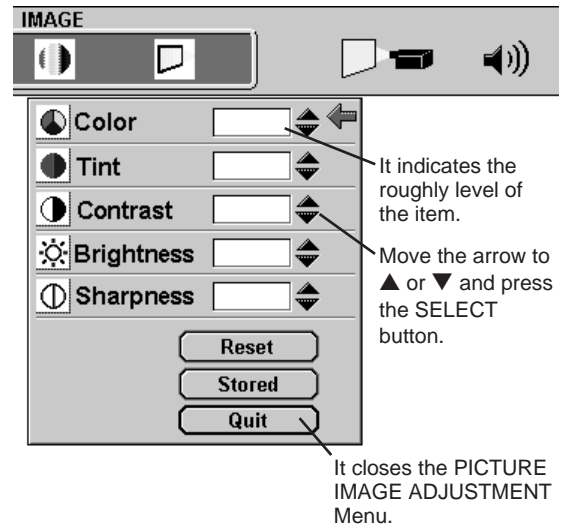 IMAGE
Color
Tint
Contrast
Brightness
Sharpness
Reset
Stored
Quit
It indicates the
roughly level of
the item.
Move the arrow to
▲ or ▼ and press
the SELECT
button.
It closes the PICTURE
IMAGE ADJUSTMENT
Menu.